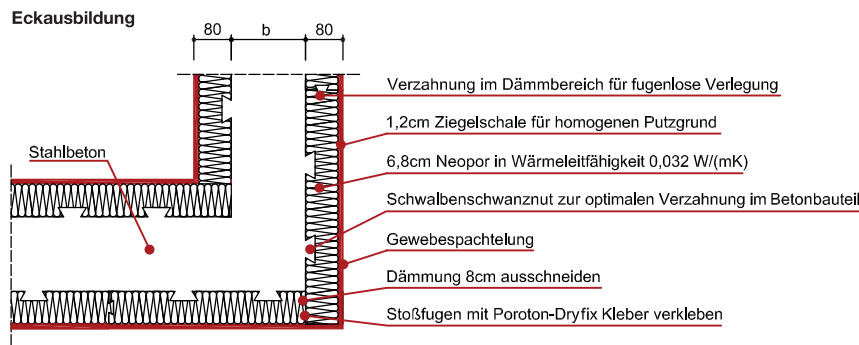 Eckausbildung
80 b 80
Verzahnung im Dämmbereich für fugenlose Verlegung
1,2cm Ziegelschale für homogenen Putzgrund
Stahlbeton
6,8cm Neopor in Wärmeleitfähigkeit 0,032 W/(mK)
Schwalbenschwanznut zur optimalen Verzahnung im Betonbauteil
Gewebespachtelung
Dämmung 8cm ausschneiden
Stoßfugen mit Poroton-Dryfix Kleber verkleben